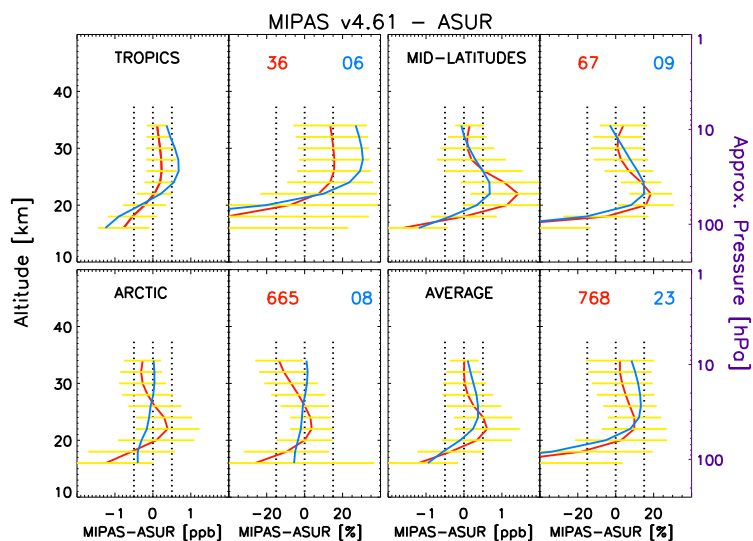 MIPAS v4.61 – ASUR
TROPICS 36 06 MID–LATITUDES 67 09
40
30
20
10
1
10
100
Altitude [km]
Approx. Pressure [hPa]
ARCTIC 665 08 AVERAGE 768 23
40
30
20
10
1
10
100
−1 0 1 −20 0 20 −1 0 1 −20 0 20
MIPAS−ASUR [ppb] MIPAS−ASUR [%] MIPAS−ASUR [ppb] MIPAS−ASUR [%]